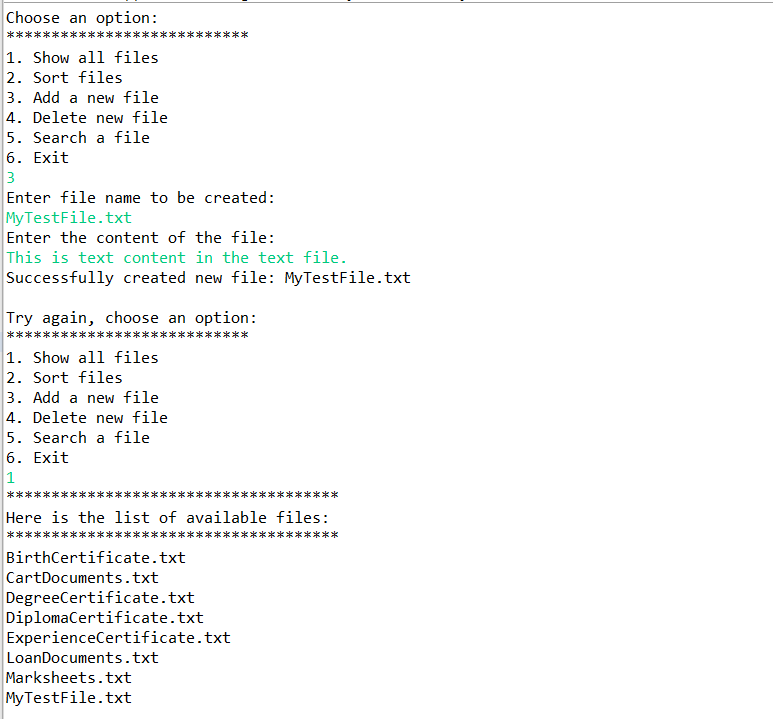 Choose an option:
***************************
1. Show all files
2. Sort files
3. Add a new file
4. Delete new file
5. Search a file
6. Exit
3
Enter file name to be created:
MyTestFile.txt
Enter the content of the file:
This is text content in the text file.
Successfully created new file: MyTestFile.txt

Try again, choose an option:
***************************
1. Show all files
2. Sort files
3. Add a new file
4. Delete new file
5. Search a file
6. Exit
1
*************************************
Here is the list of available files:
*************************************
BirthCertificate.txt
CartDocuments.txt
DegreeCertificate.txt
DiplomaCertificate.txt
ExperienceCertificate.txt
LoanDocuments.txt
Marksheets.txt
MyTestFile.txt